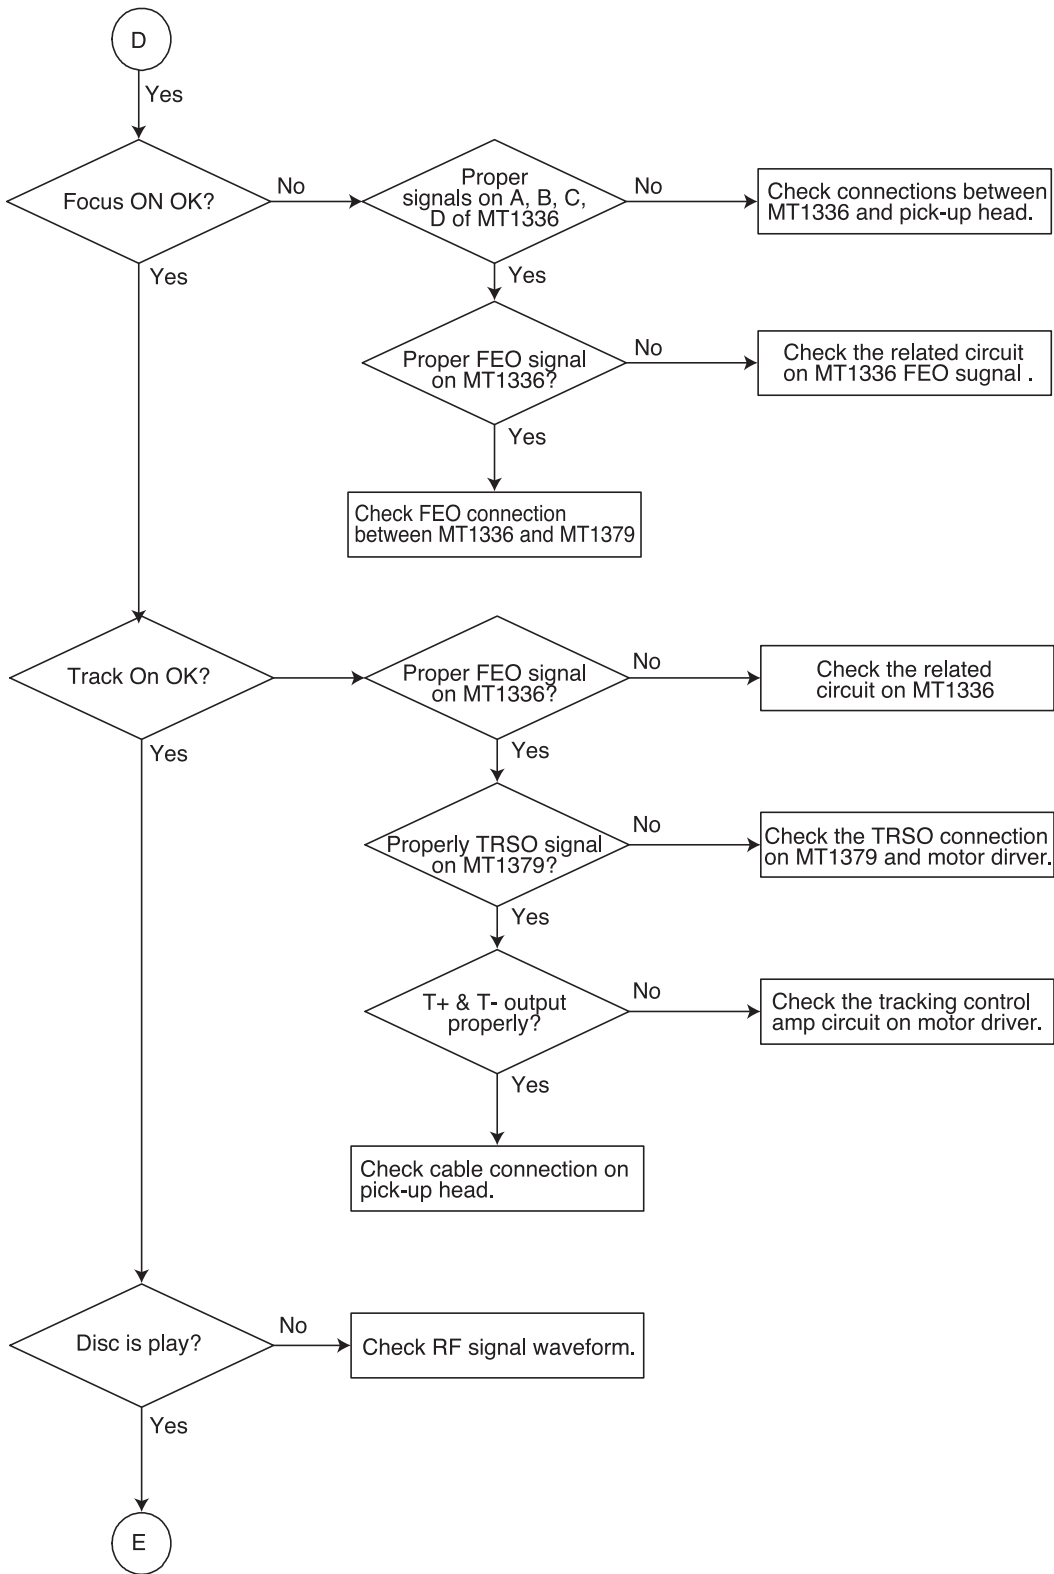 D
Yes
Focus ON OK?
No
Proper
signals on A, B, C,
D of MT1336
No
Check connections between
MT1336 and pick-up head.
Yes
Yes
Proper FEO signal
on MT1336?
No
Check the related circuit
on MT1336 FEO sugnal .
Yes
Check FEO connection
between MT1336 and MT1379
Track On OK?
Proper FEO signal
on MT1336?
No
Check the related
circuit on MT1336
Yes
Yes
Properly TRSO signal
on MT1379?
No
Check the TRSO connection
on MT1379 and motor dirver.
Yes
T+ & T- output
properly?
No
Check the tracking control
amp circuit on motor driver.
Yes
Check cable connection on
pick-up head.
Disc is play?
No
Check RF signal waveform.
Yes
E